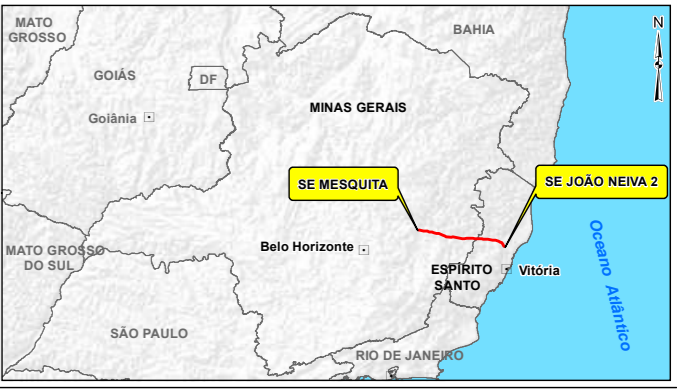 MATO
GROSSO
BAHIA
N
GOIÁS
DF
MINAS GERAIS
Goiânia
SE MESQUITA
SE JOÃO NEIVA 2
MATO GROSSO
DO SUL
Belo Horizonte
ESPÍRITO
SANTO
Vitória
Oceano Atlântico
SÃO PAULO
RIO DE JANEIRO